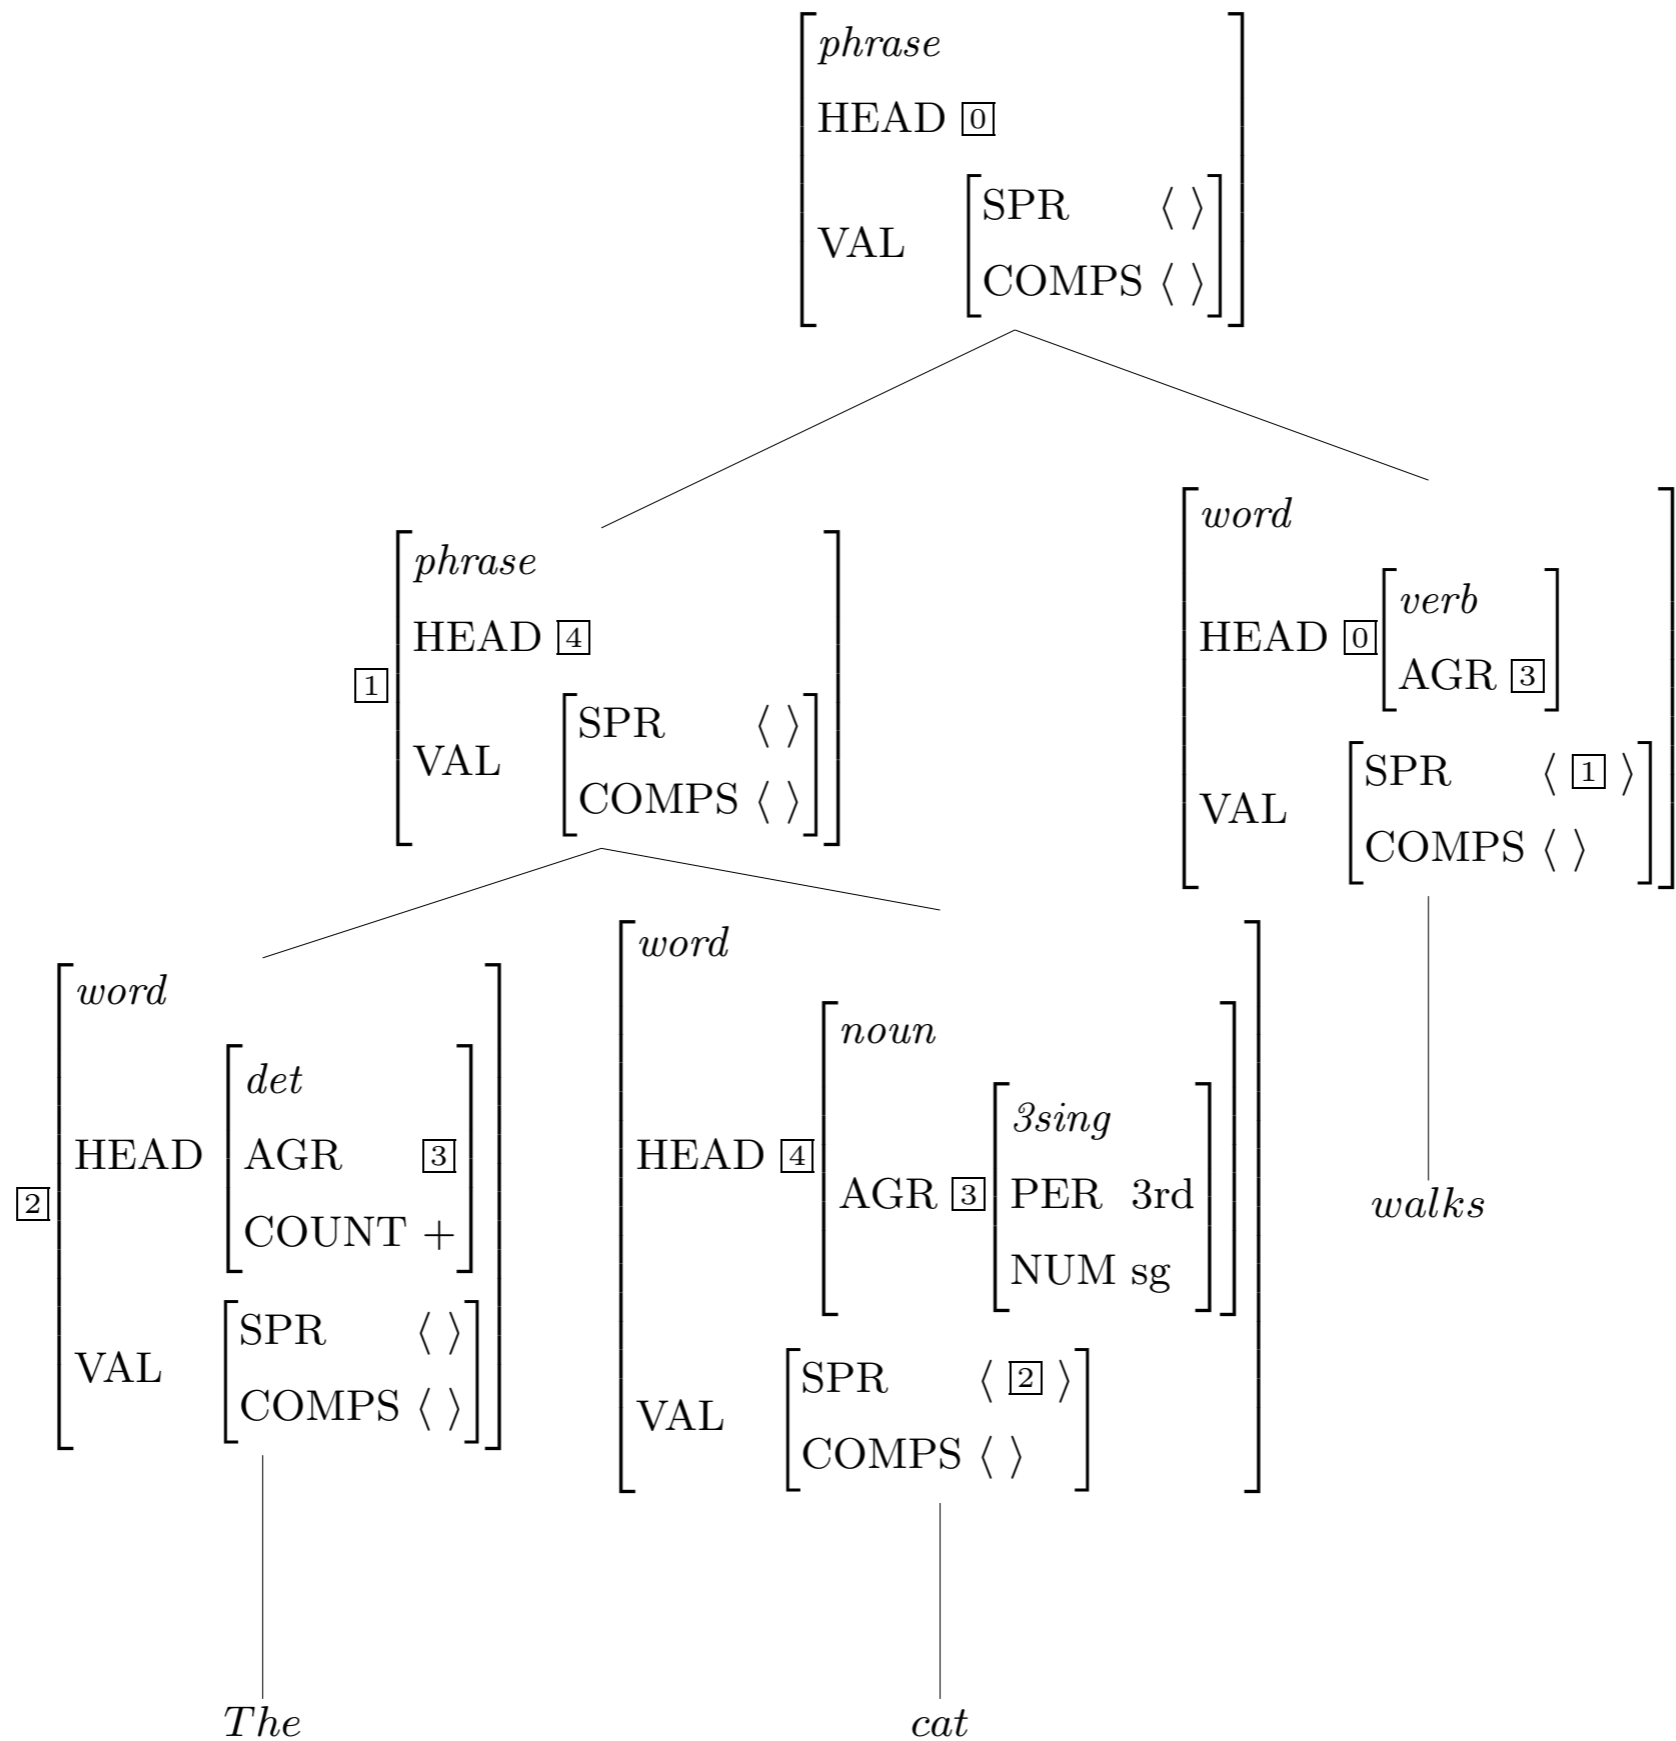 phrase
HEAD 0
VAL
SPR ⟨ ⟩
COMPS ⟨ ⟩
1
phrase
HEAD 4
VAL
SPR ⟨ ⟩
COMPS ⟨ ⟩
word
HEAD 0
verb
AGR 3
VAL
SPR ⟨ 1 ⟩
COMPS ⟨ ⟩
2
word
HEAD
det
AGR 3
COUNT +
VAL
SPR ⟨ ⟩
COMPS ⟨ ⟩
word
HEAD 4
noun
AGR 3
3sing
PER 3rd
NUM sg
VAL
SPR ⟨ 2 ⟩
COMPS ⟨ ⟩
walks
The
cat